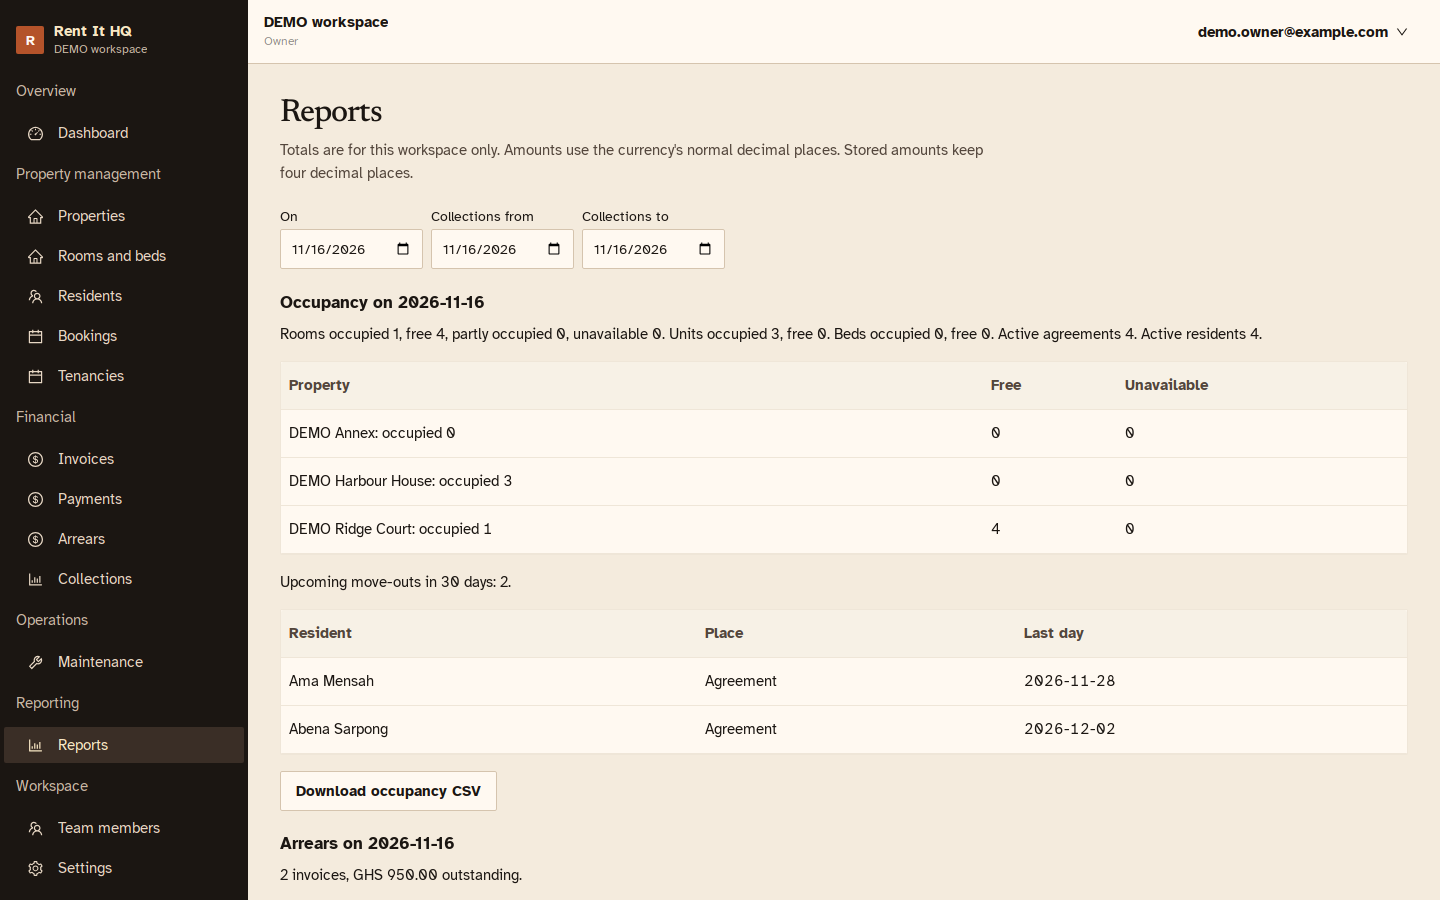 R
Rent It HQ
DEMO workspace
Overview
Dashboard
Property management
Properties
Rooms and beds
Residents
Bookings
Tenancies
Financial
Invoices
Payments
Arrears
Collections
Operations
Maintenance
Reporting
Reports
Workspace
Team members
Settings
DEMO workspace
Owner
demo.owner@example.com
Reports
Totals are for this workspace only. Amounts use the currency's normal decimal places. Stored amounts keep
four decimal places.
On Collections from Collections to
11/16/2026 11/16/2026 11/16/2026
Occupancy on 2026-11-16
Rooms occupied 1, free 4, partly occupied 0, unavailable 0. Units occupied 3, free 0. Beds occupied 0, free 0. Active agreements 4. Active residents 4.
Property Free Unavailable
DEMO Annex: occupied 0 0 0
DEMO Harbour House: occupied 3 0 0
DEMO Ridge Court: occupied 1 4 0
Upcoming move-outs in 30 days: 2.
Resident Place Last day
Ama Mensah Agreement 2026-11-28
Abena Sarpong Agreement 2026-12-02
Download occupancy CSV
Arrears on 2026-11-16
2 invoices, GHS 950.00 outstanding.